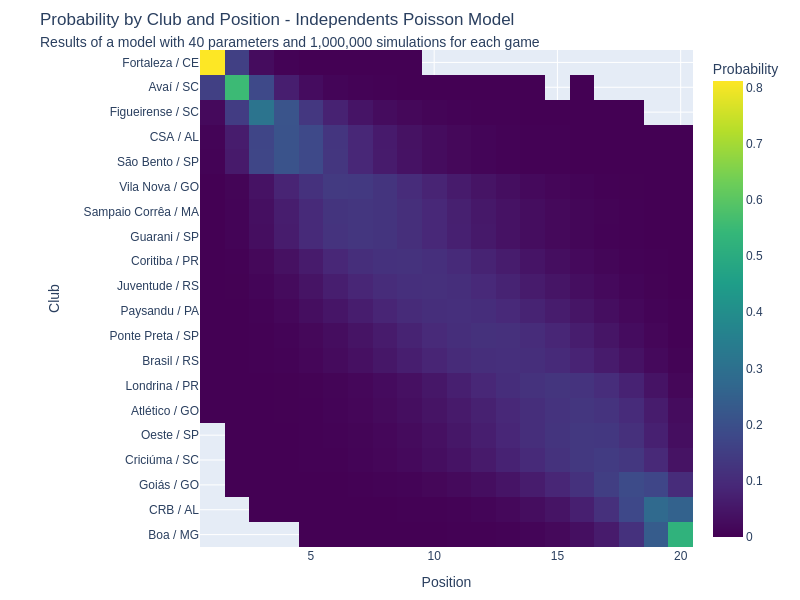 Probability by Club and Position - Independents Poisson Model
Results of a model with 40 parameters and 1,000,000 simulations for each game
Probability
0.8
0.7
0.6
0.5
0.4
0.3
0.2
0.1
0
Club
Fortaleza / CE
Avaí / SC
Figueirense / SC
CSA / AL
São Bento / SP
Vila Nova / GO
Sampaio Corrêa / MA
Guarani / SP
Coritiba / PR
Juventude / RS
Paysandu / PA
Ponte Preta / SP
Brasil / RS
Londrina / PR
Atlético / GO
Oeste / SP
Criciúma / SC
Goiás / GO
CRB / AL
Boa / MG
5 10 15 20
Position